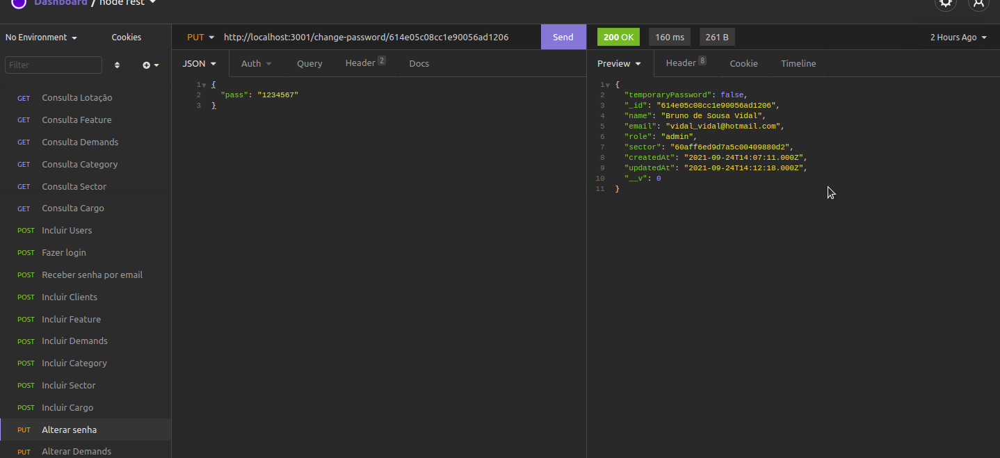 Dashboard / node rest
No Environment
Cookies
Filter
GET Consulta Lotação
GET Consulta Feature
GET Consulta Demands
GET Consulta Category
GET Consulta Sector
GET Consulta Cargo
POST Incluir Users
POST Fazer login
POST Receber senha por email
POST Incluir Clients
POST Incluir Feature
POST Incluir Demands
POST Incluir Category
POST Incluir Sector
POST Incluir Cargo
PUT Alterar senha
PUT Alterar Demands
PUT http://localhost:3001/change-password/614e05c08cc1e90056ad1206 Send
JSON Auth Query Header 2 Docs
1 {
2 "pass": "1234567"
3 }
200 OK 160 ms 261 B 2 Hours Ago
Preview Header 8 Cookie Timeline
1 {
2 "temporaryPassword": false,
3 "_id": "614e05c08cc1e90056ad1206",
4 "name": "Bruno de Sousa Vidal",
5 "email": "vidal_vidal@hotmail.com",
6 "role": "admin",
7 "sector": "60aff6ed9d7a5c00409880d2",
8 "createdAt": "2021-09-24T14:07:11.000Z",
9 "updatedAt": "2021-09-24T14:12:18.000Z",
10 "__v": 0
11 }